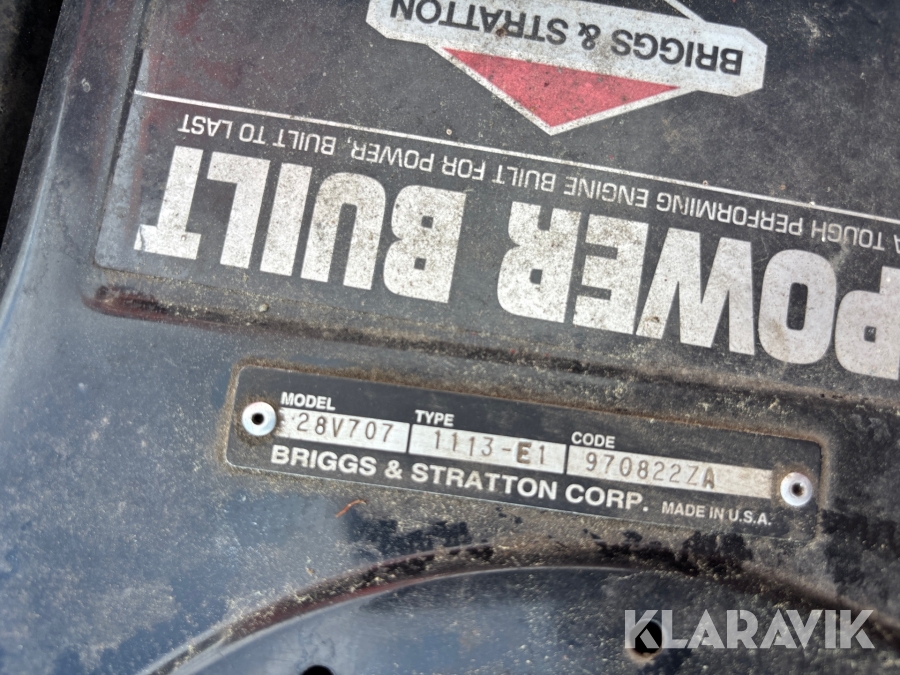 BRIGGS & STRATTON
A TOUGH PERFORMING ENGINE BUILT FOR POWER, BUILT TO LAST
POWER BUILT
MODEL TYPE CODE
28V707 1113-E1 970822ZA
BRIGGS & STRATTON CORP. MADE IN U.S.A.
KLARAVIK